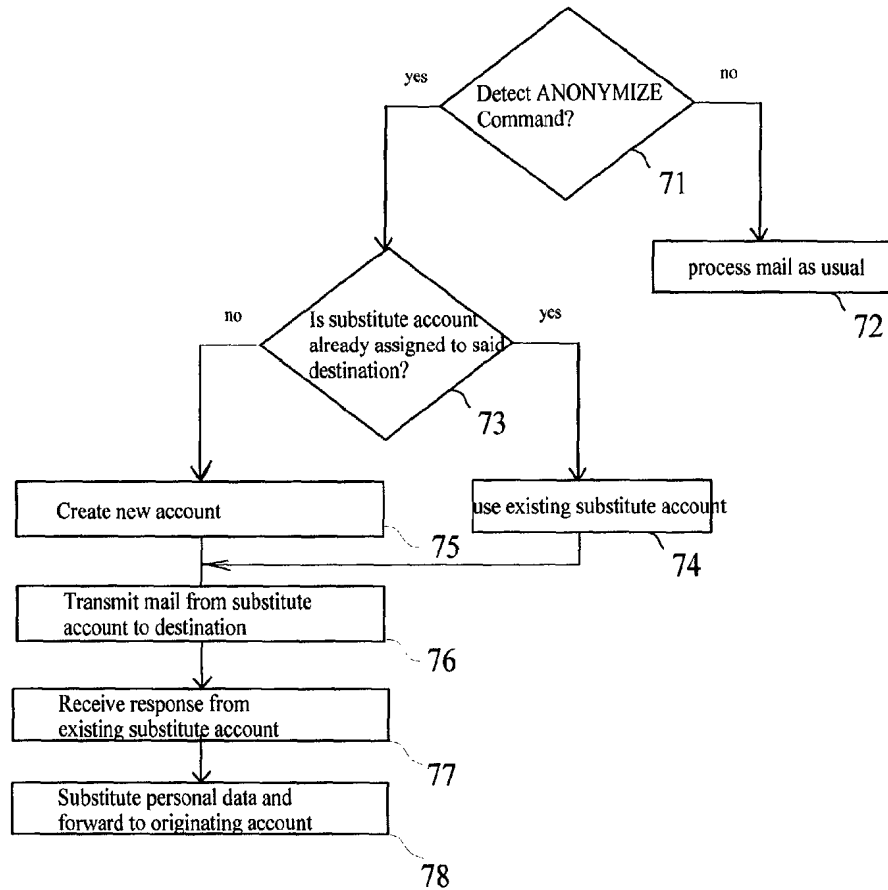 yes
no
Detect ANONYMIZE
Command?
71
process mail as usual
72
no
yes
Is substitute account
already assigned to said
destination?
73
Create new account
75
use existing substitute account
74
Transmit mail from substitute
account to destination
76
Receive response from
existing substitute account
77
Substitute personal data and
forward to originating account
78